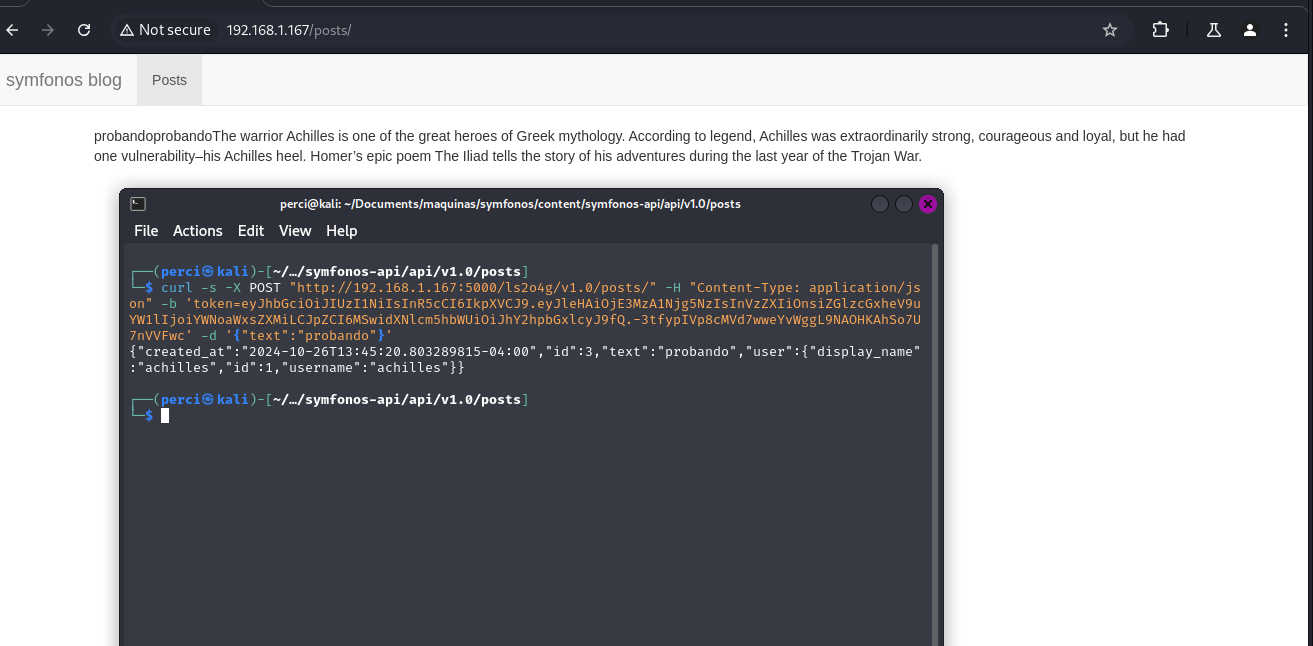 Not secure 192.168.1.167/posts/
symfonos blog Posts
probandoprobandoThe warrior Achilles is one of the great heroes of Greek mythology. According to legend, Achilles was extraordinarily strong, courageous and loyal, but he had
one vulnerability–his Achilles heel. Homer’s epic poem The Iliad tells the story of his adventures during the last year of the Trojan War.
perci@kali: ~/Documents/maquinas/symfonos/content/symfonos-api/api/v1.0/posts
File Actions Edit View Help
┌──(perci㉿kali)-[~/…/symfonos-api/api/v1.0/posts]
└─$ curl -s -X POST "http://192.168.1.167:5000/ls2o4g/v1.0/posts/" -H "Content-Type: application/js
on" -b 'token=eyJhbGciOiJIUzI1NiIsInR5cCI6IkpXVCJ9.eyJleHAiOjE3MzA1Njg5NzIsInVzZXIiOnsiZGlzcGxheV9u
YW1lIjoiYWNoaWxsZXMiLCJpZCI6MSwidXNlcm5hbWUiOiJhY2hpbGxlcyJ9fQ.-3tfypIVp8cMVd7wweYvWggL9NAOHKAhSo7U
7nVVFwc' -d '{"text":"probando"}'
{"created_at":"2024-10-26T13:45:20.803289815-04:00","id":3,"text":"probando","user":{"display_name"
:"achilles","id":1,"username":"achilles"}}
┌──(perci㉿kali)-[~/…/symfonos-api/api/v1.0/posts]
└─$